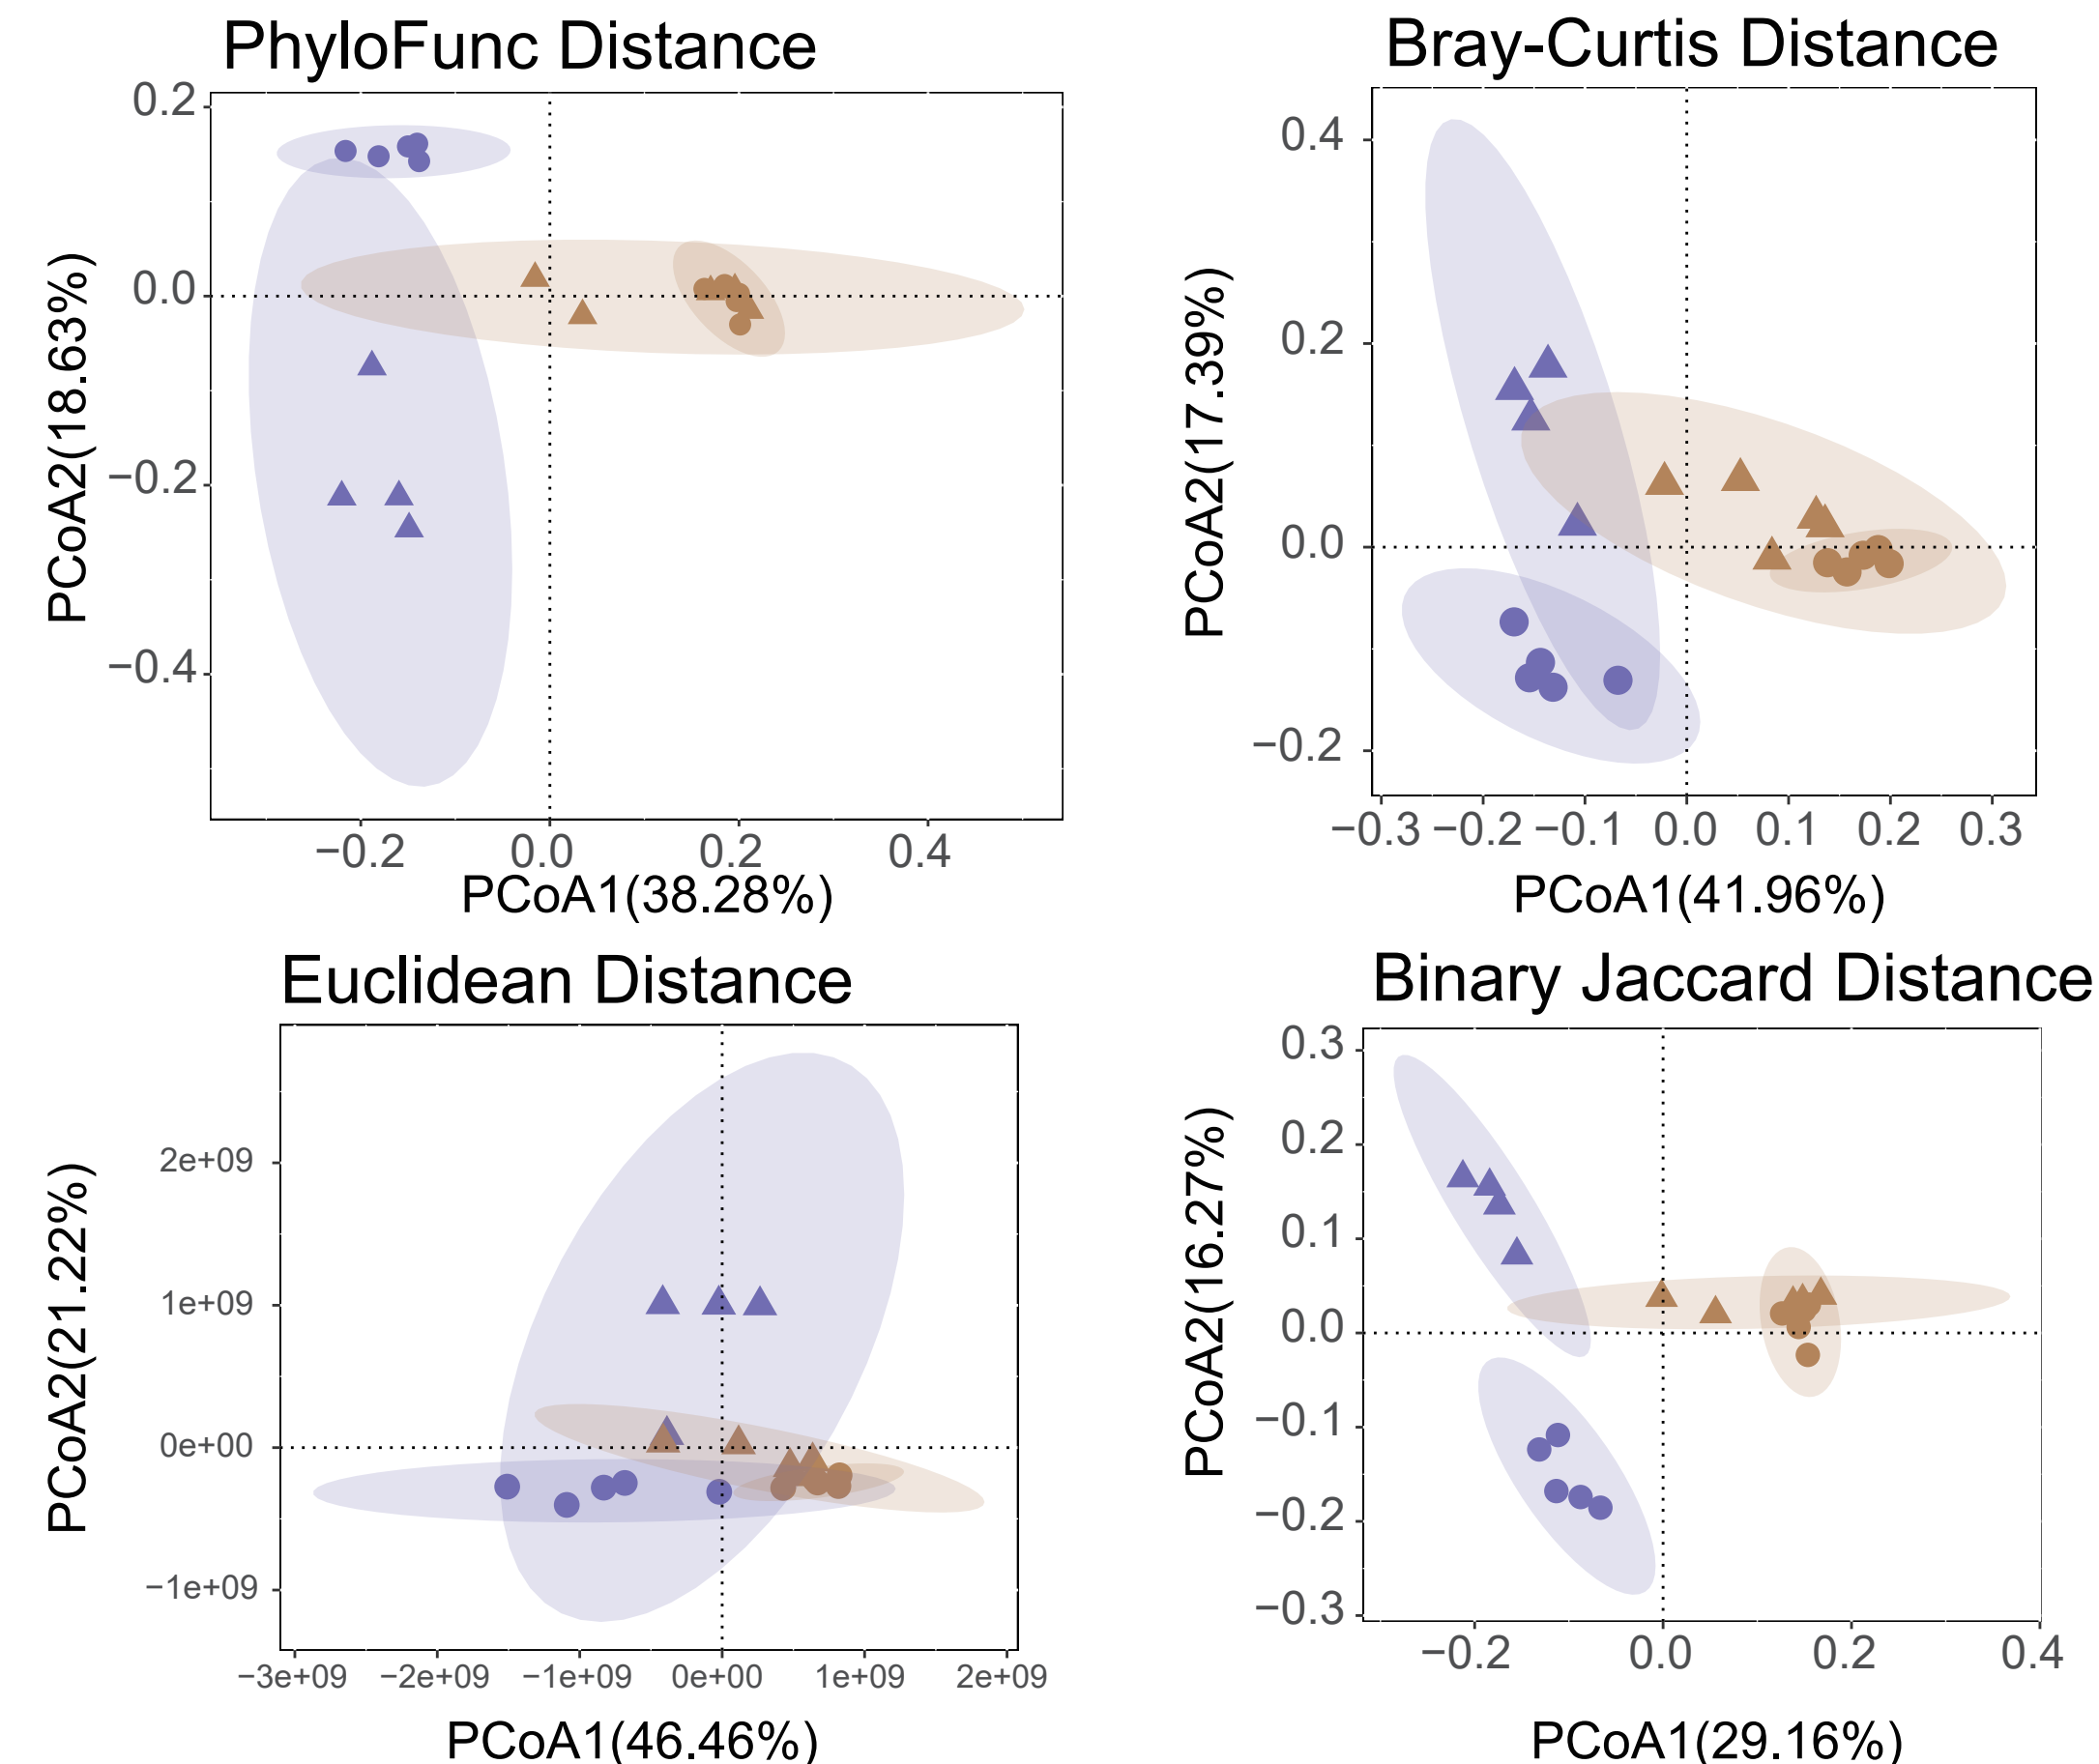 PhyloFunc Distance
0.2
0.0
−0.2
−0.4
PCoA2(18.63%)
−0.2 0.0 0.2 0.4
PCoA1(38.28%)
Bray-Curtis Distance
0.4
0.2
0.0
−0.2
PCoA2(17.39%)
−0.3 −0.2 −0.1 0.0 0.1 0.2 0.3
PCoA1(41.96%)
Euclidean Distance
2e+09
1e+09
0e+00
−1e+09
PCoA2(21.22%)
−3e+09 −2e+09 −1e+09 0e+00 1e+09 2e+09
PCoA1(46.46%)
Binary Jaccard Distance
0.3
0.2
0.1
0.0
−0.1
−0.2
−0.3
PCoA2(16.27%)
−0.2 0.0 0.2 0.4
PCoA1(29.16%)